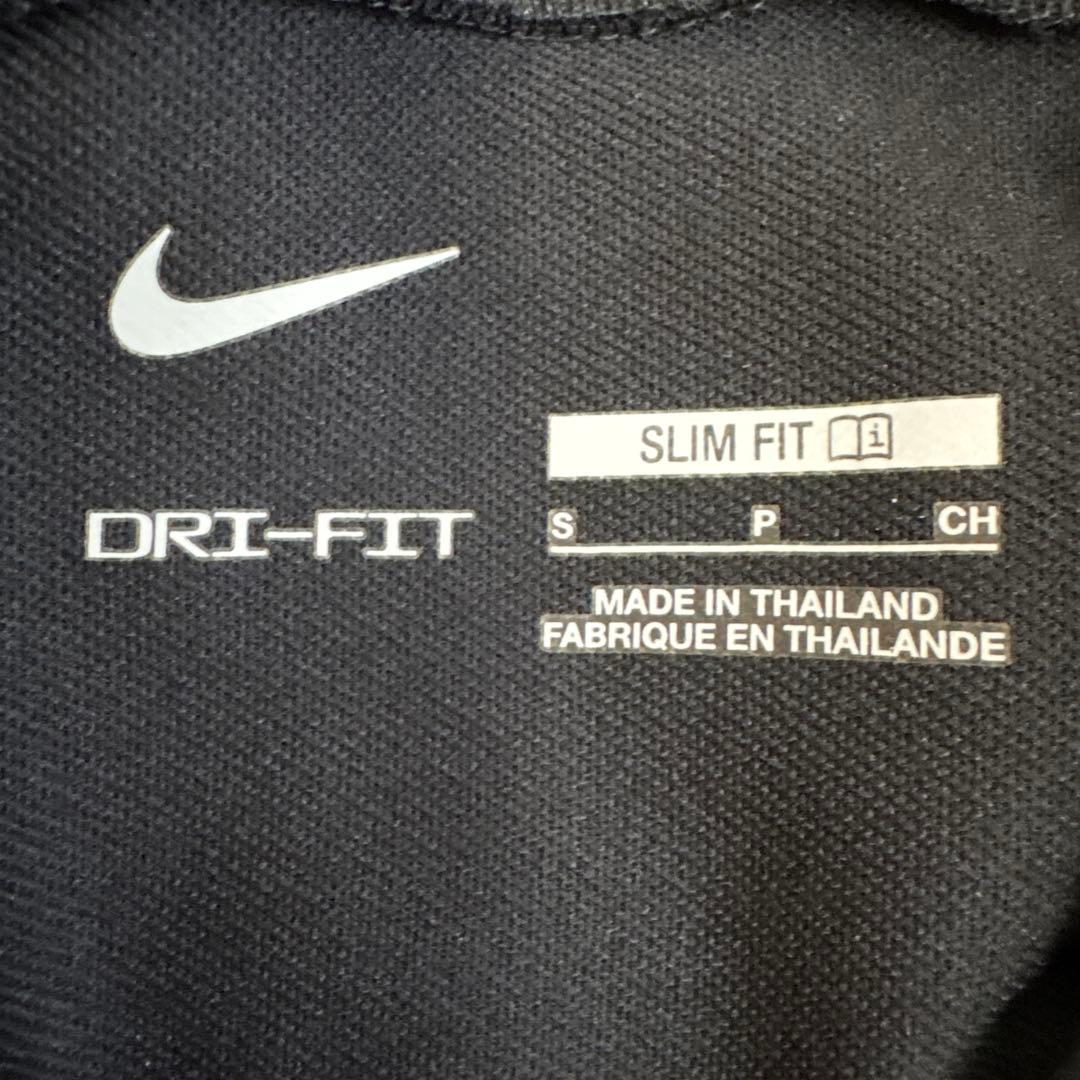 DRI-FIT
SLIM FIT i
S P CH
MADE IN THAILAND
FABRIQUE EN THAILANDE